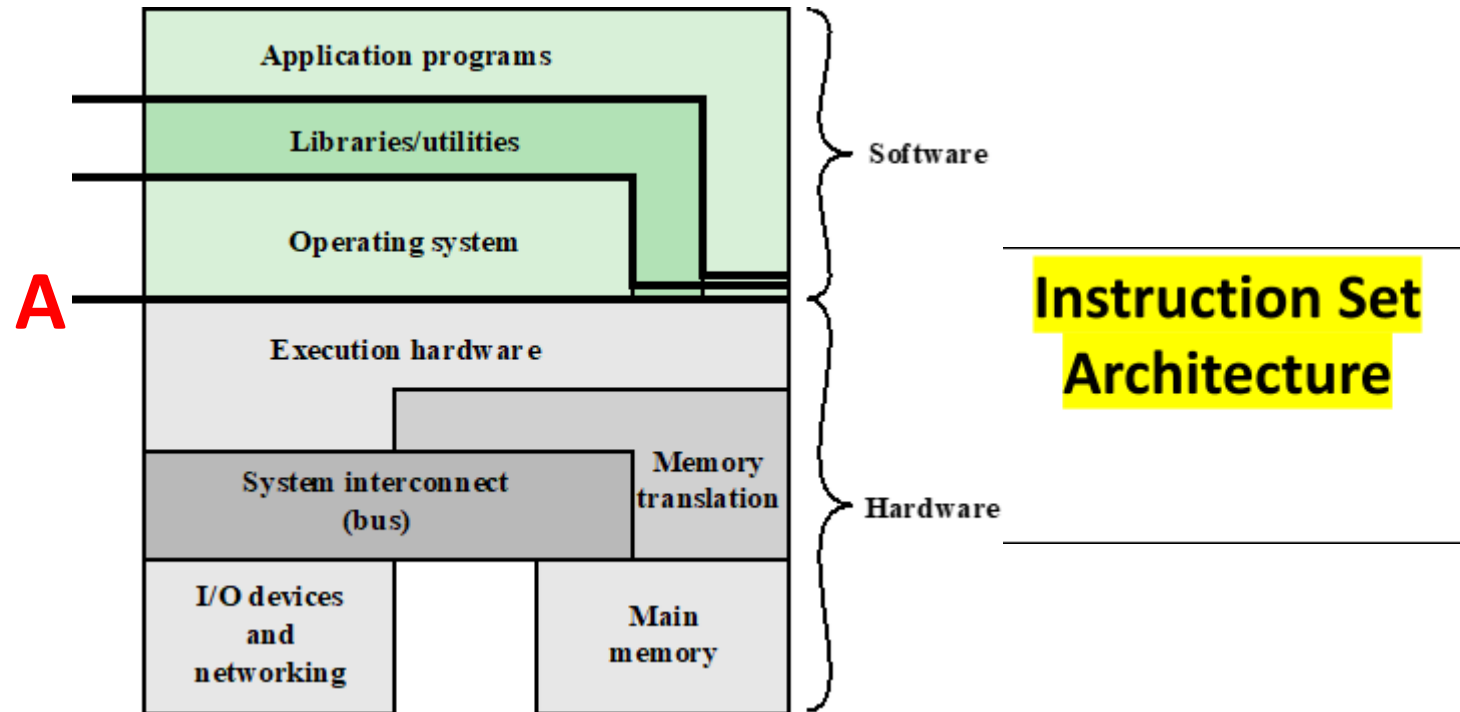 Application programs
Libraries/utilities
Software
Operating system
A
Instruction Set
Architecture
Execution hardware
Memory
translation
System interconnect
(bus)
Hardware
I/O devices
and
networking
Main
memory